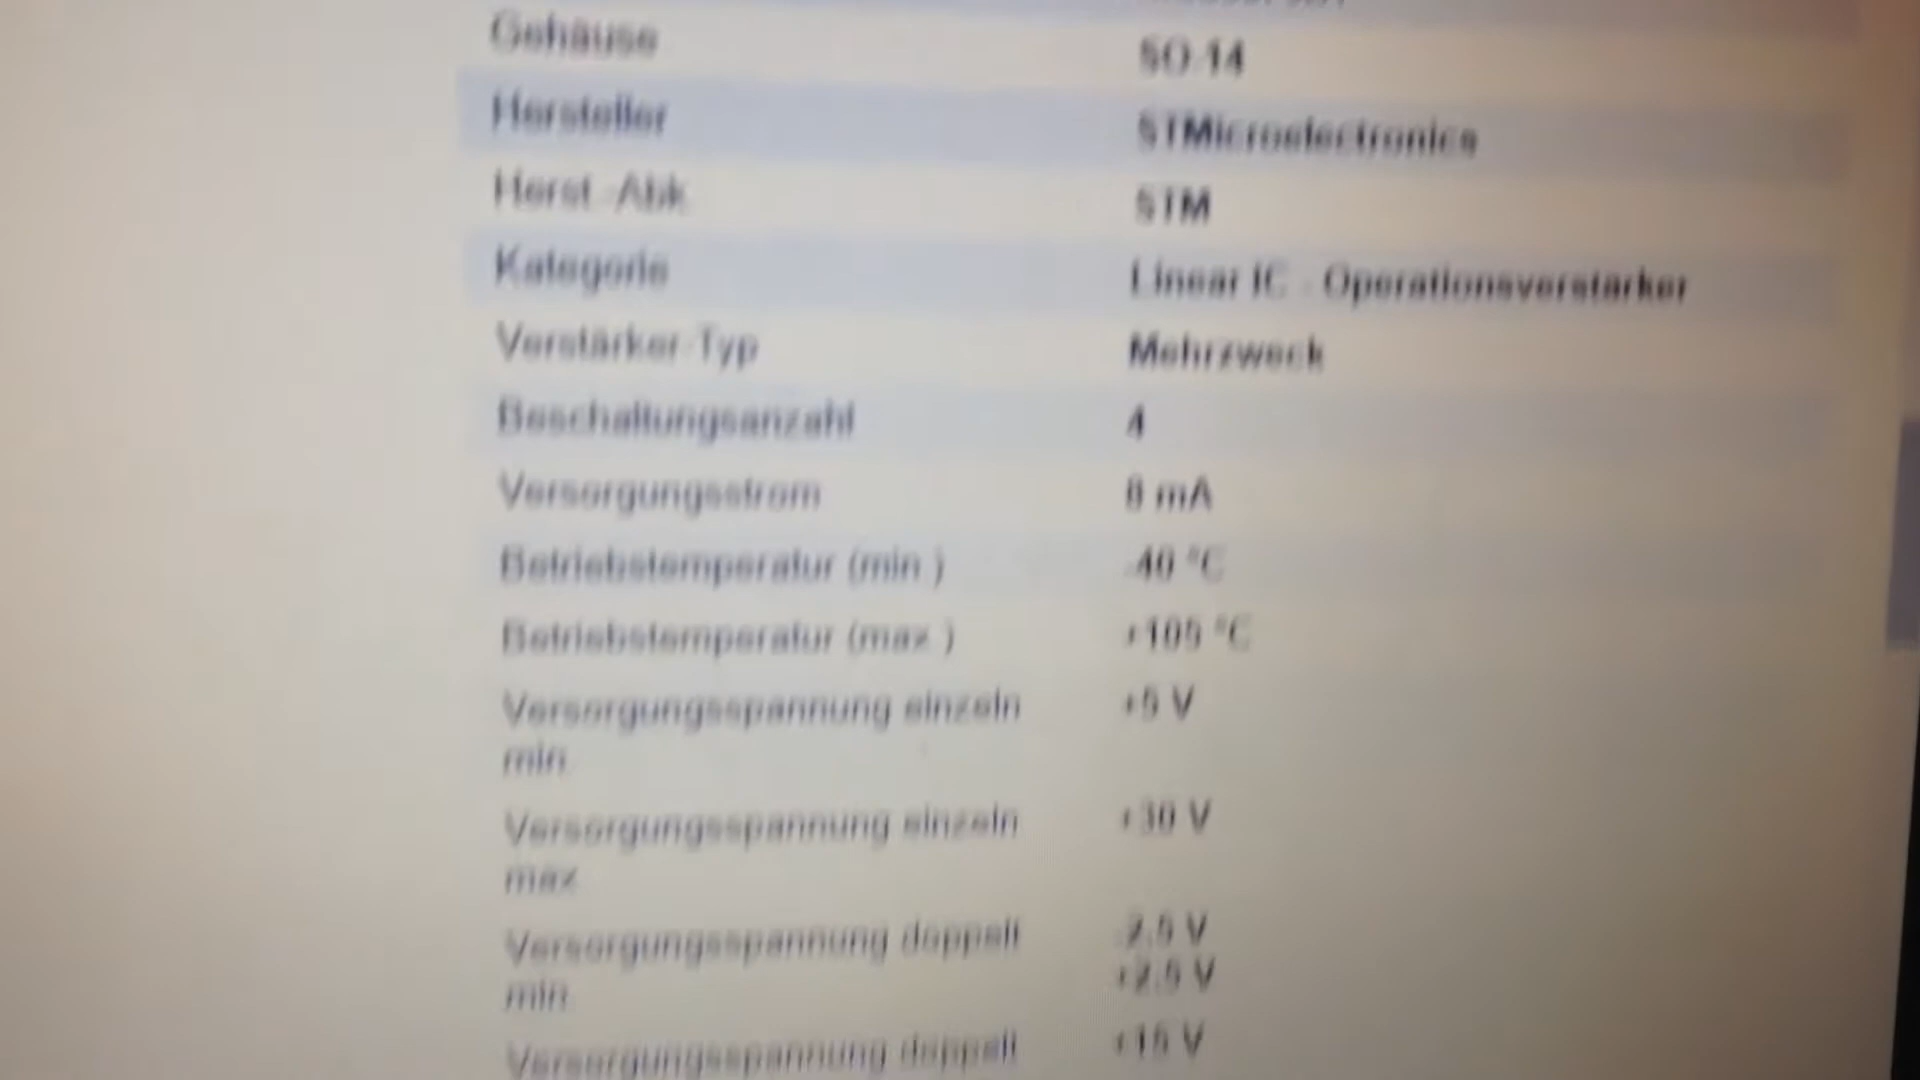 Gehäuse SO-14
Hersteller STMicroelectronics
Herst.-Abk. STM
Kategorie Linear IC - Operationsverstärker
Verstärker-Typ Mehrzweck
Beschaltungsanzahl 4
Versorgungsstrom 8 mA
Betriebstemperatur (min.) -40 °C
Betriebstemperatur (max.) +105 °C
Versorgungsspannung einzeln +5 V
min.
Versorgungsspannung einzeln +30 V
max.
Versorgungsspannung doppelt -2.5 V
min. +2.5 V
Versorgungsspannung doppelt +15 V